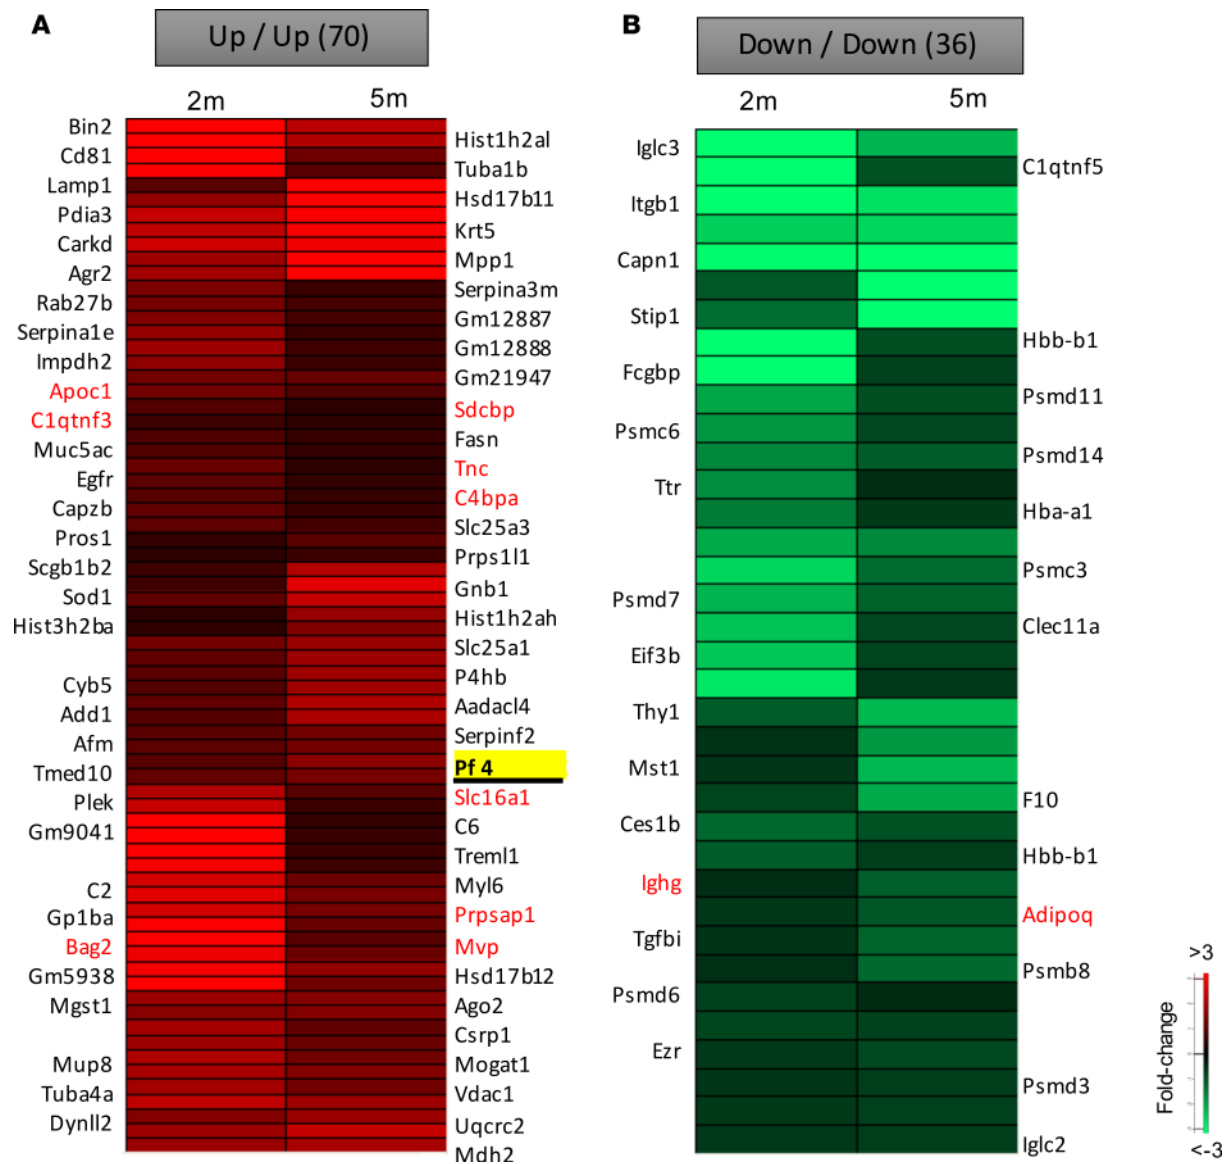 A
Up / Up (70)
2m
5m
Bin2
Cd81
Lamp1
Pdia3
Carkd
Agr2
Rab27b
Serpina1e
Impdh2
Apoc1
C1qtnf3
Muc5ac
Egfr
Capzb
Pros1
Scgb1b2
Sod1
Hist3h2ba
Cyb5
Add1
Afm
Tmed10
Plek
Gm9041
C2
Gp1ba
Bag2
Gm5938
Mgst1
Mup8
Tuba4a
Dynll2
Hist1h2al
Tuba1b
Hsd17b11
Krt5
Mpp1
Serpina3m
Gm12887
Gm12888
Gm21947
Sdcbp
Fasn
Tnc
C4bpa
Slc25a3
Prps1l1
Gnb1
Hist1h2ah
Slc25a1
P4hb
Aadacl4
Serpinf2
Pf 4
Slc16a1
C6
Treml1
Myl6
Prpsap1
Mvp
Hsd17b12
Ago2
Csrp1
Mogat1
Vdac1
Uqcrc2
Mdh2
B
Down / Down (36)
2m
5m
Iglc3
Itgb1
Capn1
Stip1
Fcgbp
Psmc6
Ttr
Psmd7
Eif3b
Thy1
Mst1
Ces1b
Ighg
Tgfbi
Psmd6
Ezr
C1qtnf5
Hbb-b1
Psmd11
Psmd14
Hba-a1
Psmc3
Clec11a
F10
Hbb-b1
Adipoq
Psmb8
Psmd3
Iglc2
>3
Fold-change
<-3